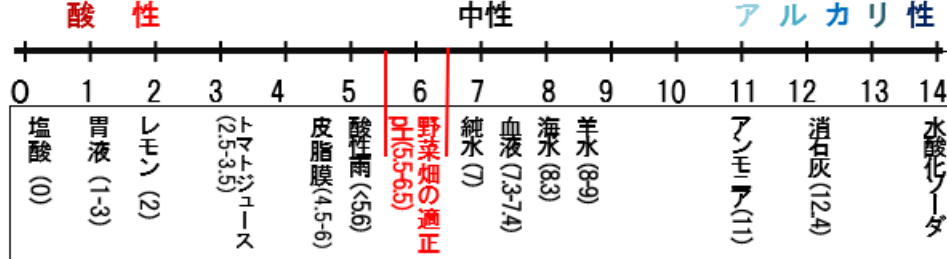 酸性
中性
アルカリ性
0 1 2 3 4 5 6 7 8 9 10 11 12 13 14
塩酸(0)
胃液(1-3)
レモン(2)
トマトジュース
(2.5-3.5)
皮脂膜(4.5-6)
酸性雨(<5.6)
野菜畑の適正
PH(5.5-6.5)
純水(7)
血液(7.3-7.4)
海水(8.3)
羊水(8-9)
アンモニア(11)
消石灰(12.4)
水酸化ソーダ